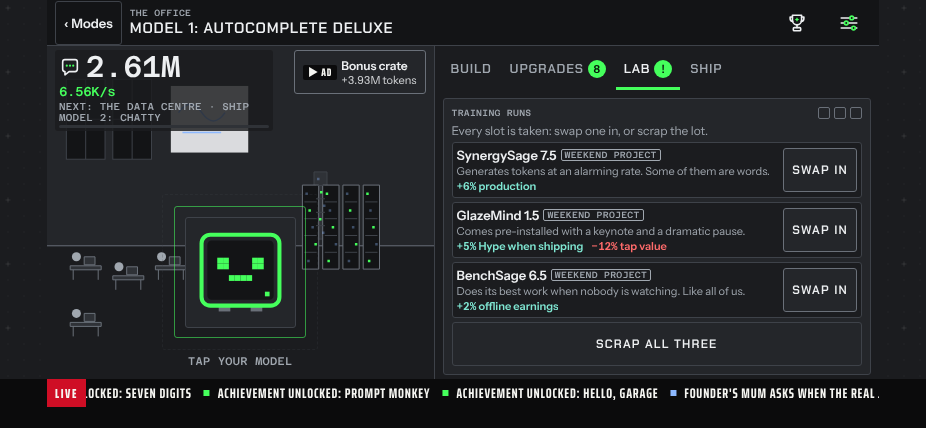 ‹ Modes
THE OFFICE
MODEL 1: AUTOCOMPLETE DELUXE
2.61M
6.56K/s
NEXT: THE DATA CENTRE · SHIP
MODEL 2: CHATTY
AD
Bonus crate
+3.93M tokens
TAP YOUR MODEL
BUILD
UPGRADES 8
LAB !
SHIP
TRAINING RUNS
Every slot is taken: swap one in, or scrap the lot.
SynergySage 7.5 WEEKEND PROJECT
Generates tokens at an alarming rate. Some of them are words.
+6% production
SWAP IN
GlazeMind 1.5 WEEKEND PROJECT
Comes pre-installed with a keynote and a dramatic pause.
+5% Hype when shipping −12% tap value
SWAP IN
BenchSage 6.5 WEEKEND PROJECT
Does its best work when nobody is watching. Like all of us.
+2% offline earnings
SWAP IN
SCRAP ALL THREE
LIVE
OCKED: SEVEN DIGITS ACHIEVEMENT UNLOCKED: PROMPT MONKEY ACHIEVEMENT UNLOCKED: HELLO, GARAGE FOUNDER'S MUM ASKS WHEN THE REAL